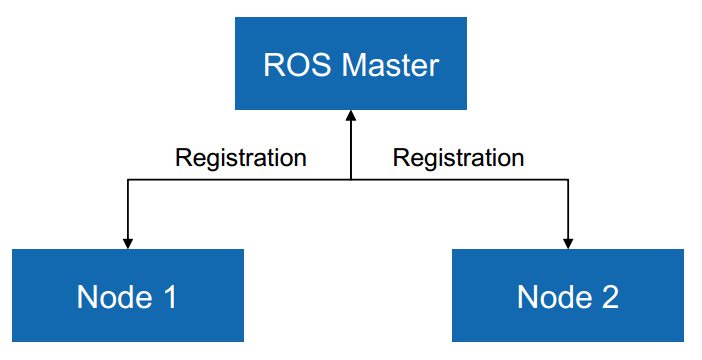 ROS Master
Registration
Registration
Node 1
Node 2